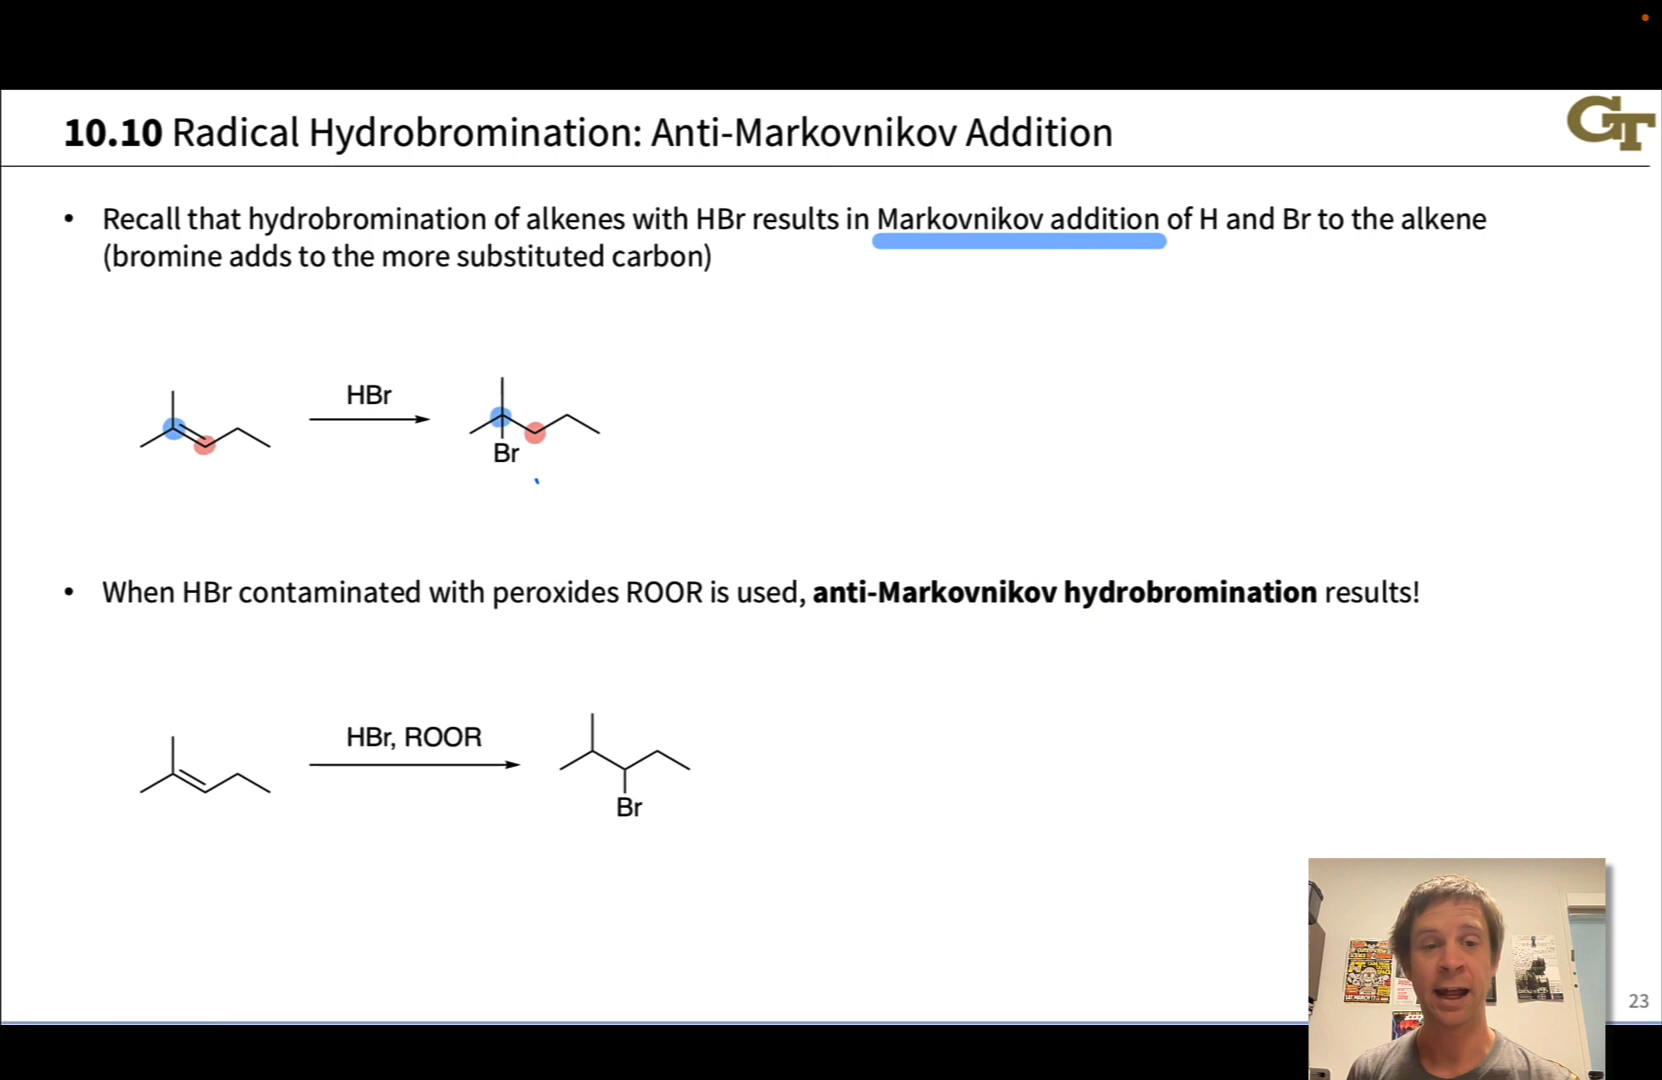 10.10 Radical Hydrobromination: Anti-Markovnikov Addition
GT
• Recall that hydrobromination of alkenes with HBr results in Markovnikov addition of H and Br to the alkene
(bromine adds to the more substituted carbon)
HBr
Br
• When HBr contaminated with peroxides ROOR is used, anti-Markovnikov hydrobromination results!
HBr, ROOR
Br
23